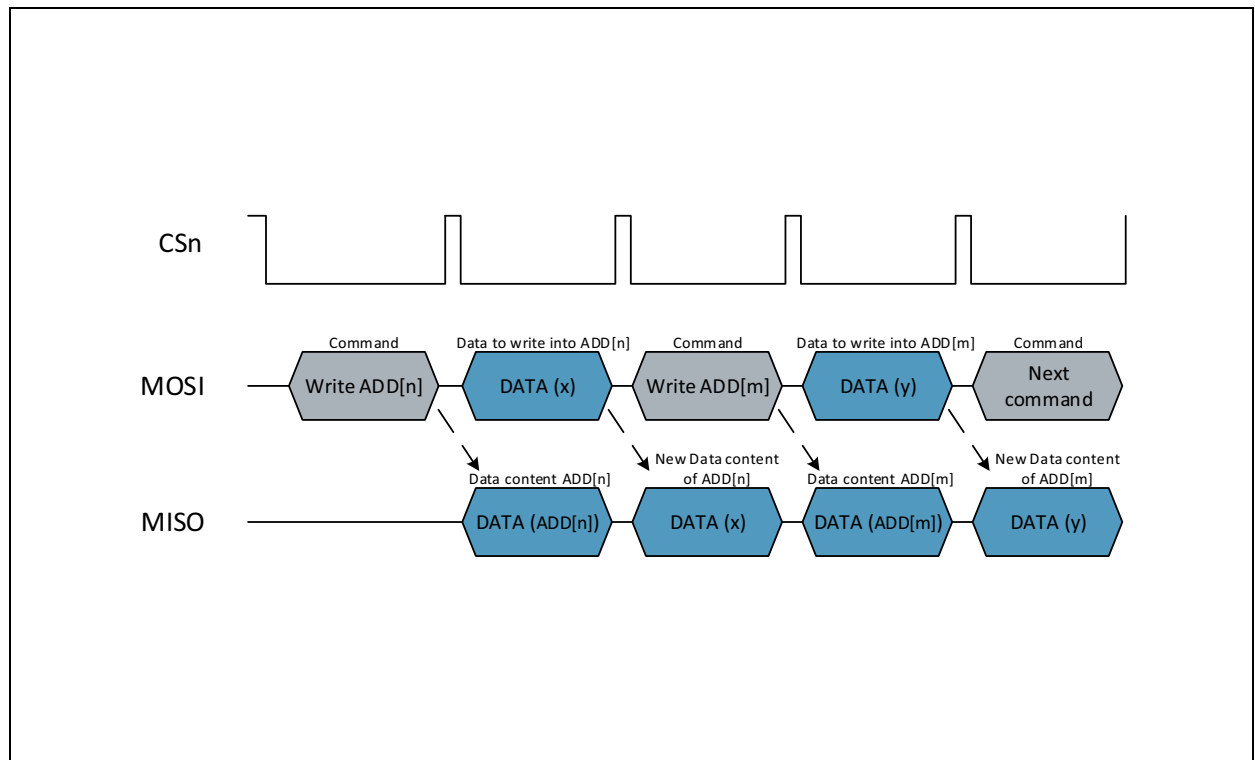 CSn
Command
Data to write into ADD[n]
Command
Data to write into ADD[m]
Command
MOSI
Write ADD[n]
DATA (x)
Write ADD[m]
DATA (y)
Next
command
Data content ADD[n]
New Data content
of ADD[n]
Data content ADD[m]
New Data content
of ADD[m]
MISO
DATA (ADD[n])
DATA (x)
DATA (ADD[m])
DATA (y)